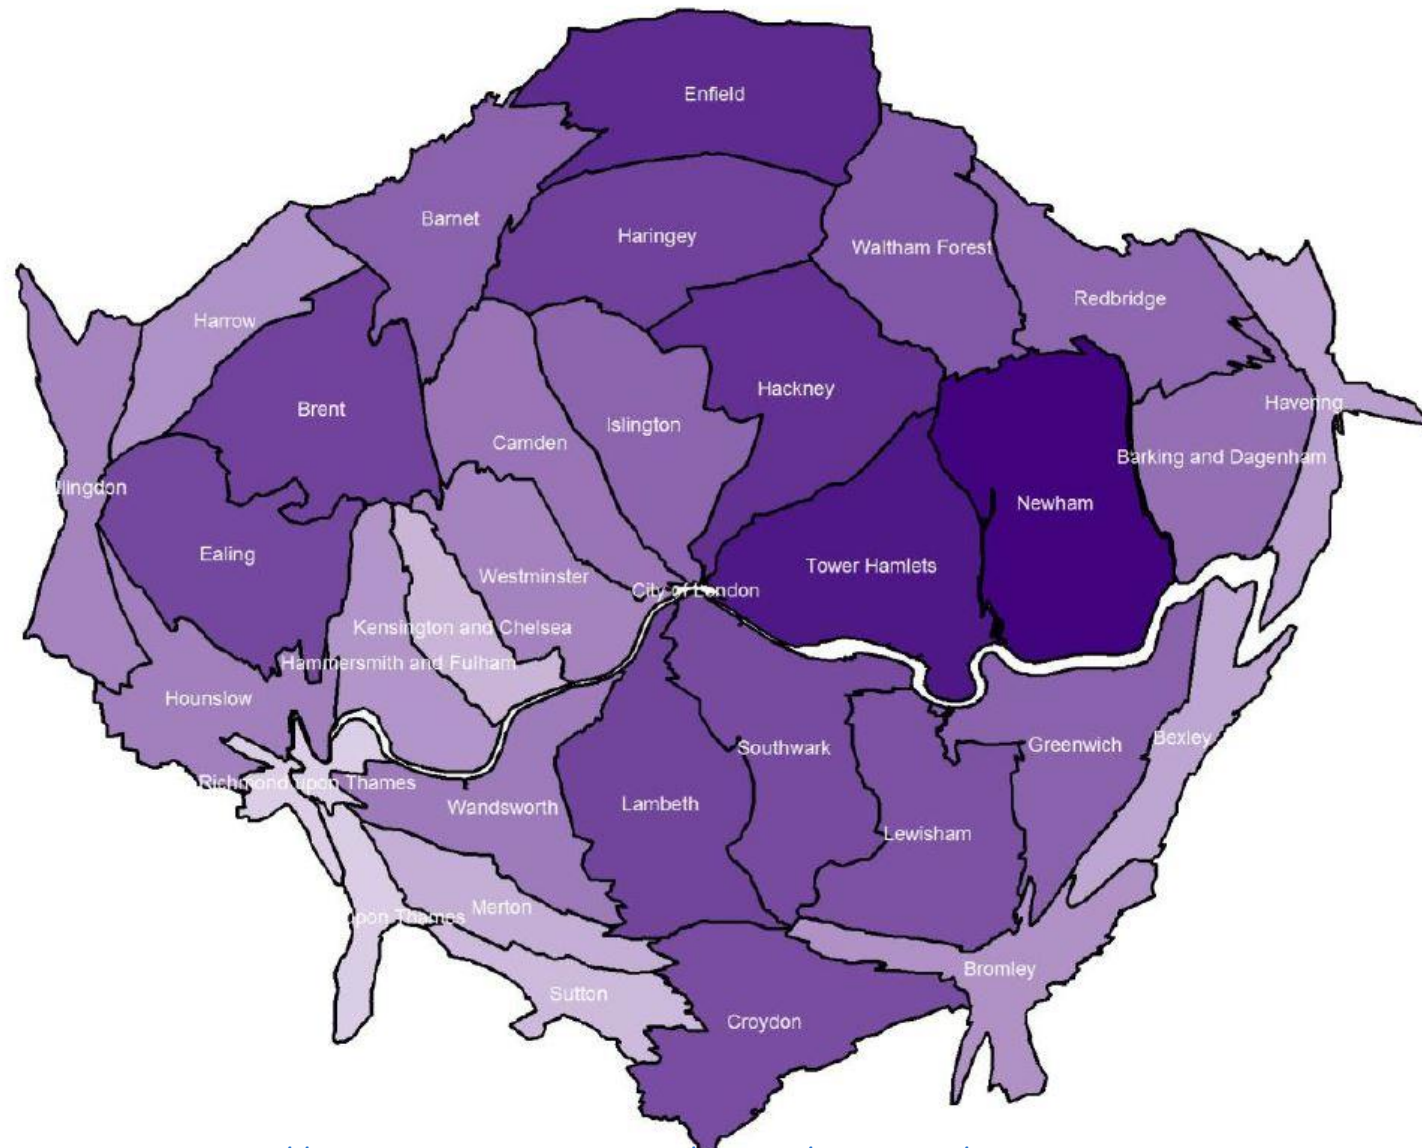 Enfield
Barnet
Haringey
Waltham Forest
Redbridge
Harrow
Hackney
Brent
Havering
Islington
Camden
Barking and Dagenham
llingdon
Newham
Ealing
Tower Hamlets
Westminster
City of London
Kensington and Chelsea
Hammersmith and Fulham
Hounslow
Greenwich
Bexley
Southwark
Richmond upon Thames
Wandsworth
Lambeth
Lewisham
Merton
upon Thames
Bromley
Sutton
Croydon